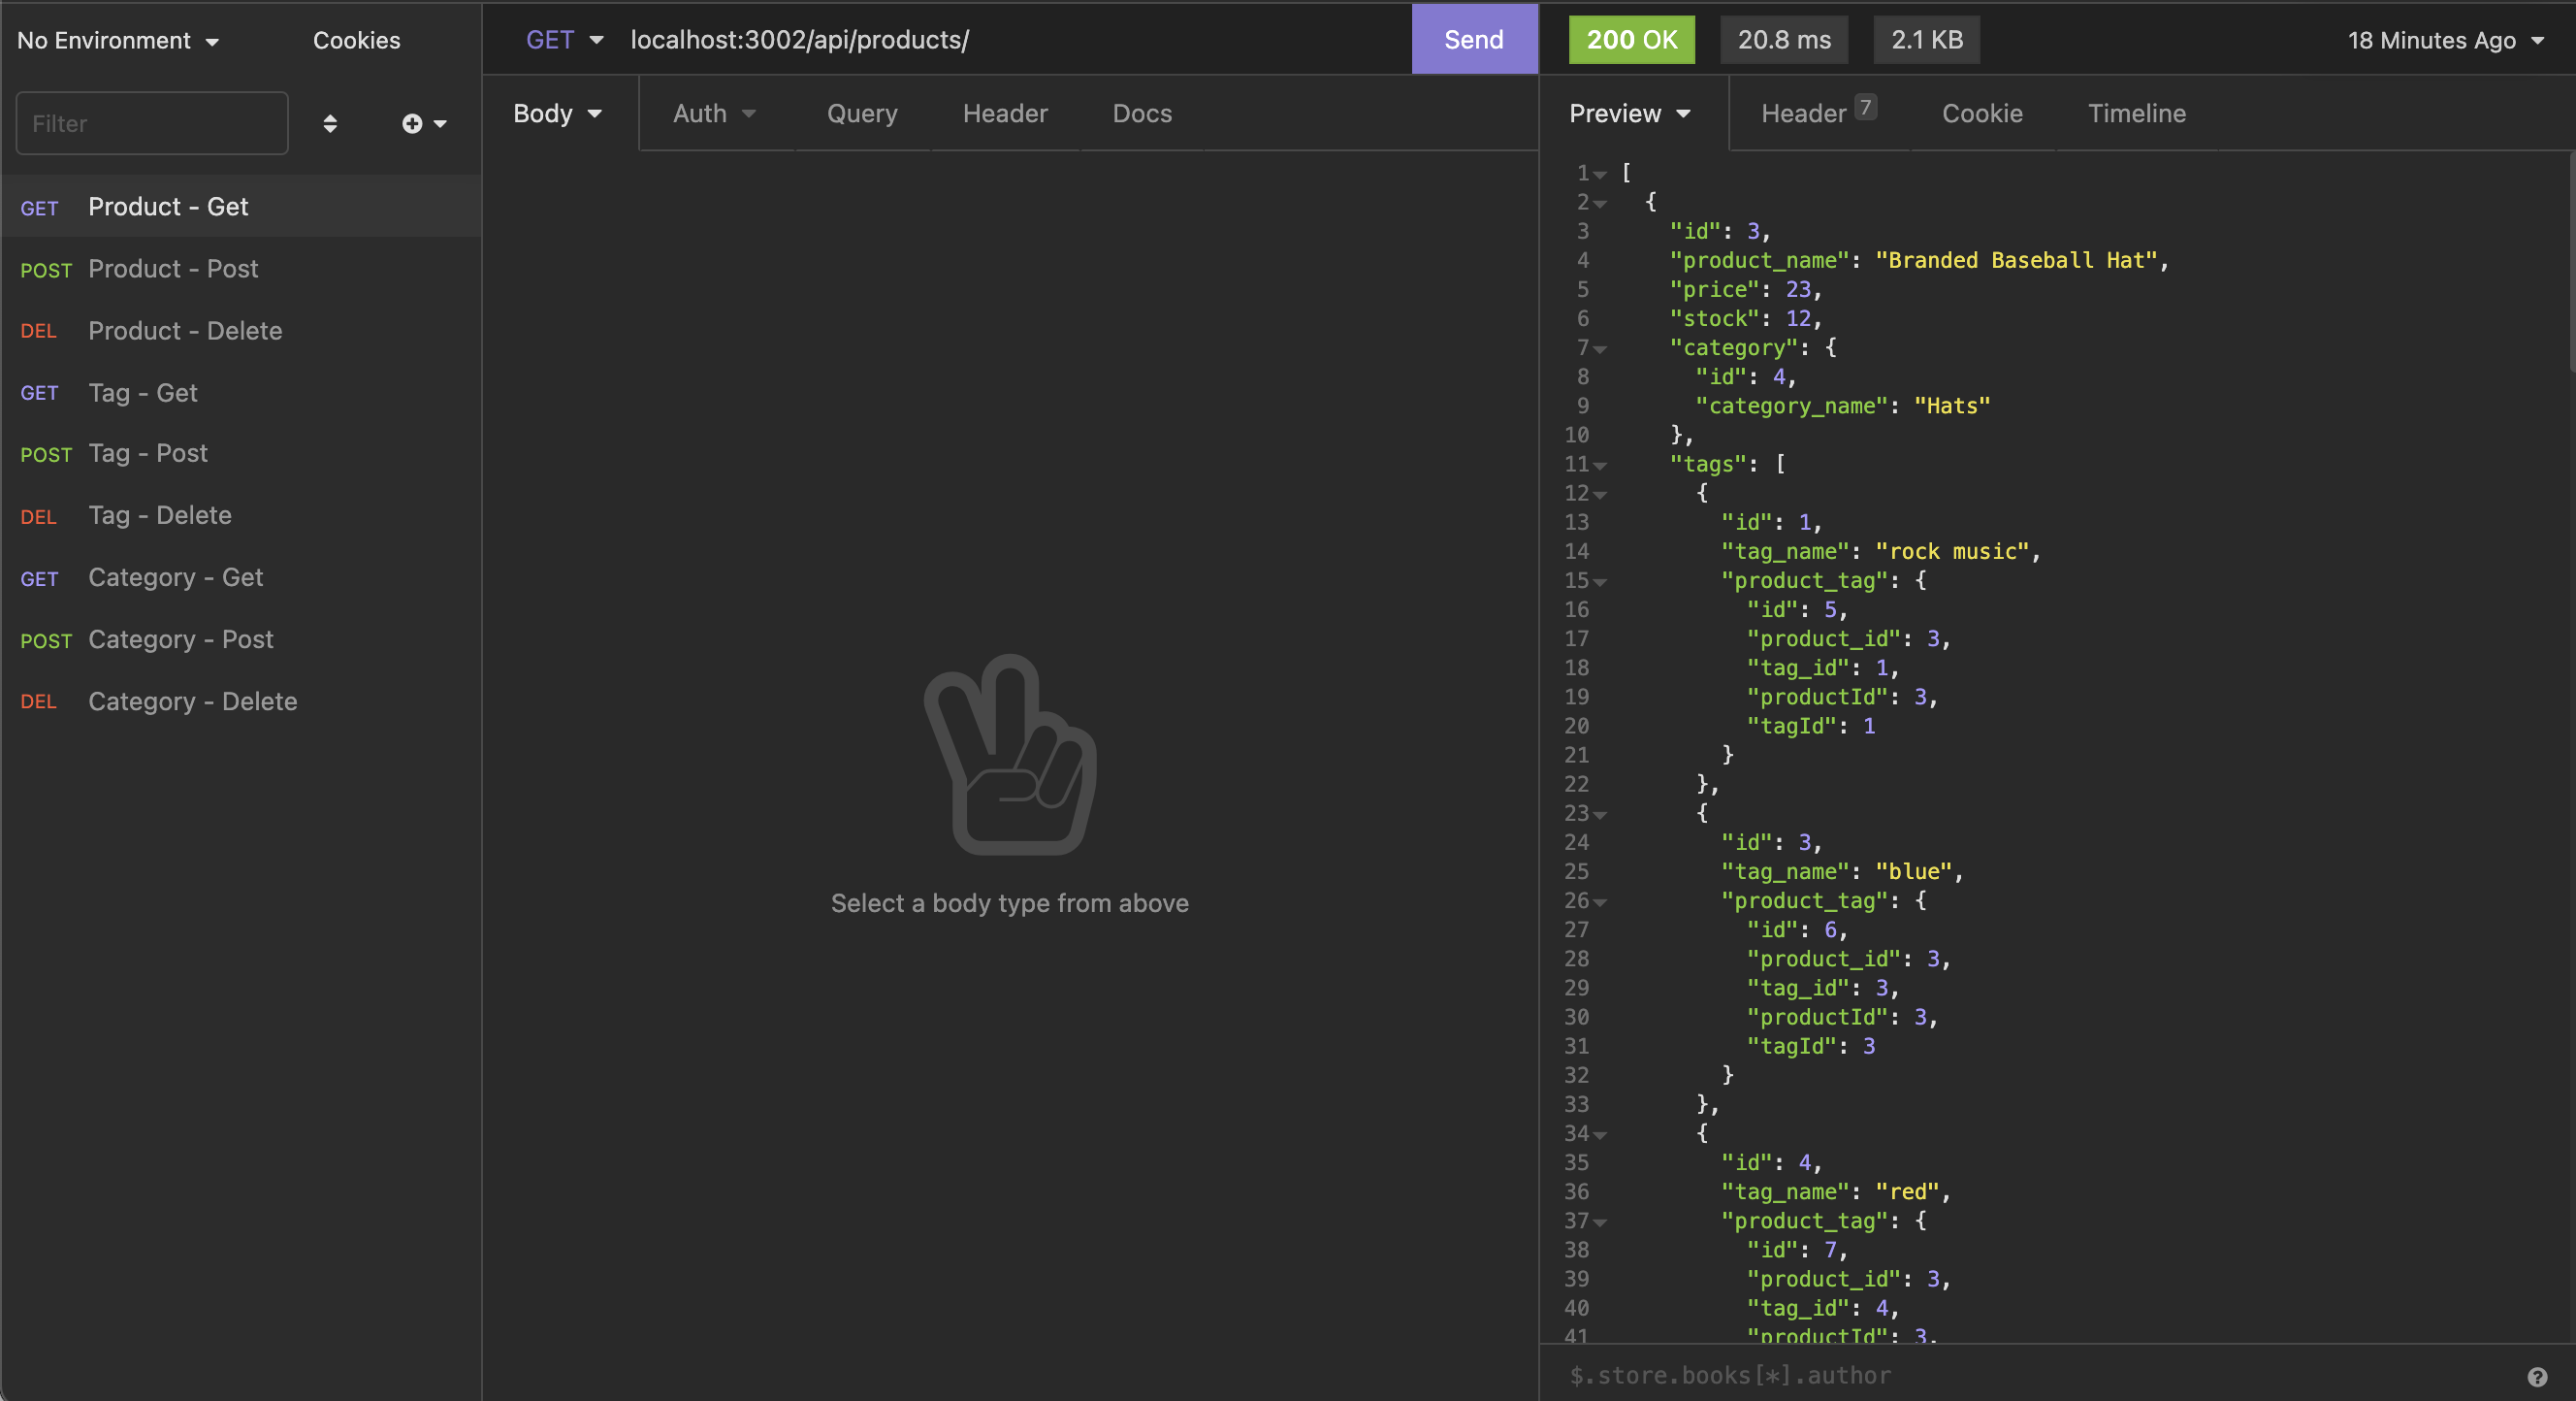 No Environment
Cookies
Filter
GET Product - Get
POST Product - Post
DEL Product - Delete
GET Tag - Get
POST Tag - Post
DEL Tag - Delete
GET Category - Get
POST Category - Post
DEL Category - Delete
GET localhost:3002/api/products/ Send
Body Auth Query Header Docs
Select a body type from above
200 OK 20.8 ms 2.1 KB 18 Minutes Ago
Preview Header 7 Cookie Timeline
1 [
2 {
3 "id": 3,
4 "product_name": "Branded Baseball Hat",
5 "price": 23,
6 "stock": 12,
7 "category": {
8 "id": 4,
9 "category_name": "Hats"
10 },
11 "tags": [
12 {
13 "id": 1,
14 "tag_name": "rock music",
15 "product_tag": {
16 "id": 5,
17 "product_id": 3,
18 "tag_id": 1,
19 "productId": 3,
20 "tagId": 1
21 }
22 },
23 {
24 "id": 3,
25 "tag_name": "blue",
26 "product_tag": {
27 "id": 6,
28 "product_id": 3,
29 "tag_id": 3,
30 "productId": 3,
31 "tagId": 3
32 }
33 },
34 {
35 "id": 4,
36 "tag_name": "red",
37 "product_tag": {
38 "id": 7,
39 "product_id": 3,
40 "tag_id": 4,
41 "productId": 3,
$.store.books[*].author